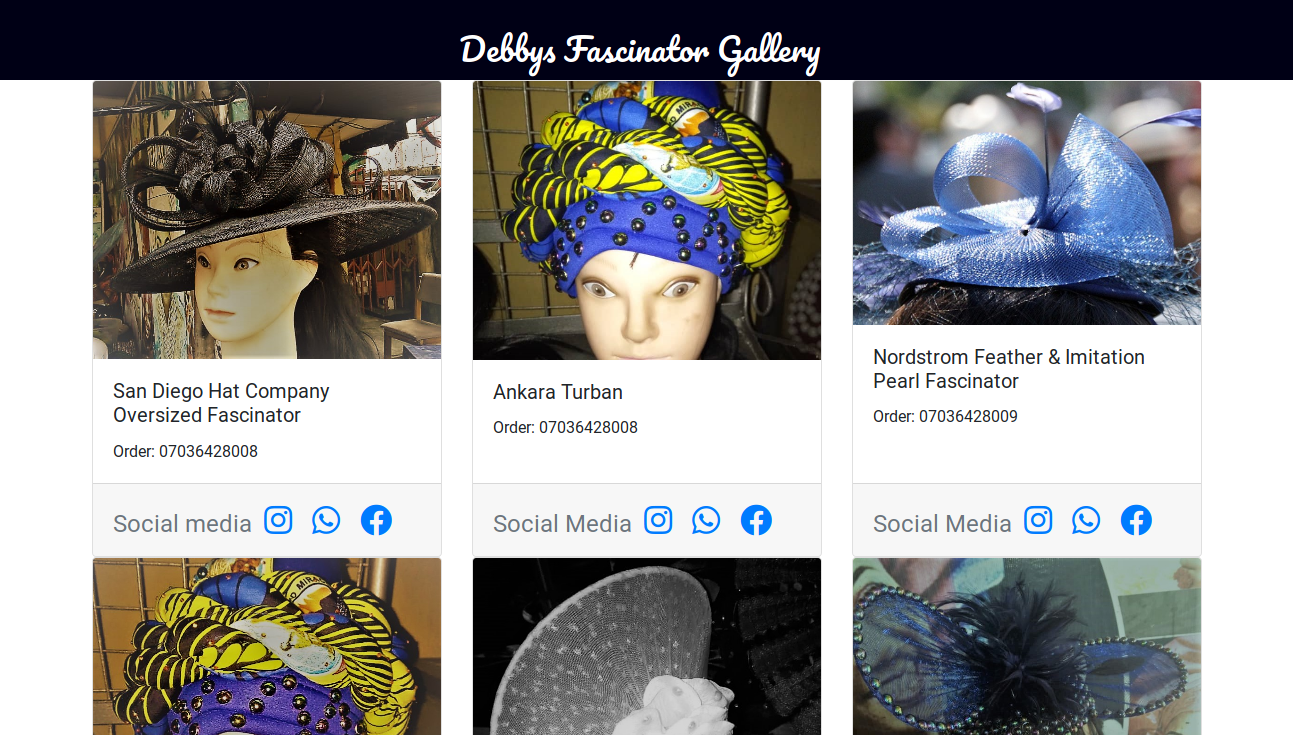 Debbys Fascinator Gallery
San Diego Hat Company
Oversized Fascinator
Order: 07036428008
Social media
Ankara Turban
Order: 07036428008
Social Media
Nordstrom Feather & Imitation
Pearl Fascinator
Order: 07036428009
Social Media